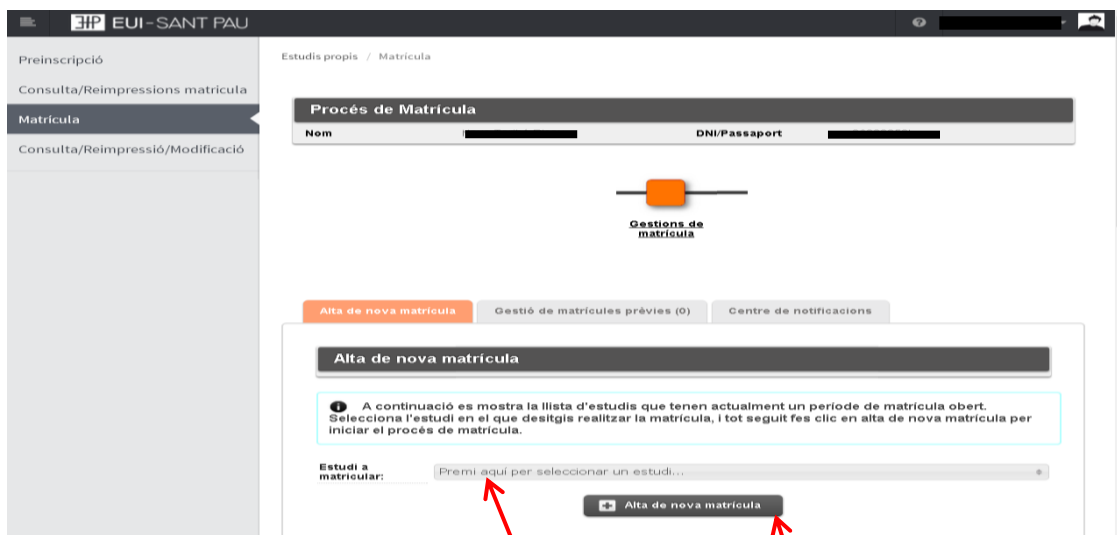 EUI-SANT PAU
Preinscripció
Consulta/Reimpressions matricula
Matrícula
Consulta/Reimpressió/Modificació
Estudis propis / Matrícula
Procés de Matrícula
Nom DNI/Passaport
Gestions de
matrícula
Alta de nova matrícula Gestió de matrícules prèvies (0) Centre de notificacions
Alta de nova matrícula
A continuació es mostra la llista d'estudis que tenen actualment un període de matrícula obert.
Selecciona l'estudi en el que desitgis realitzar la matrícula, i tot seguit fes clic en alta de nova matrícula per
iniciar el procés de matrícula.
Estudi a
matricular:
Premi aquí per seleccionar un estudi...
Alta de nova matrícula